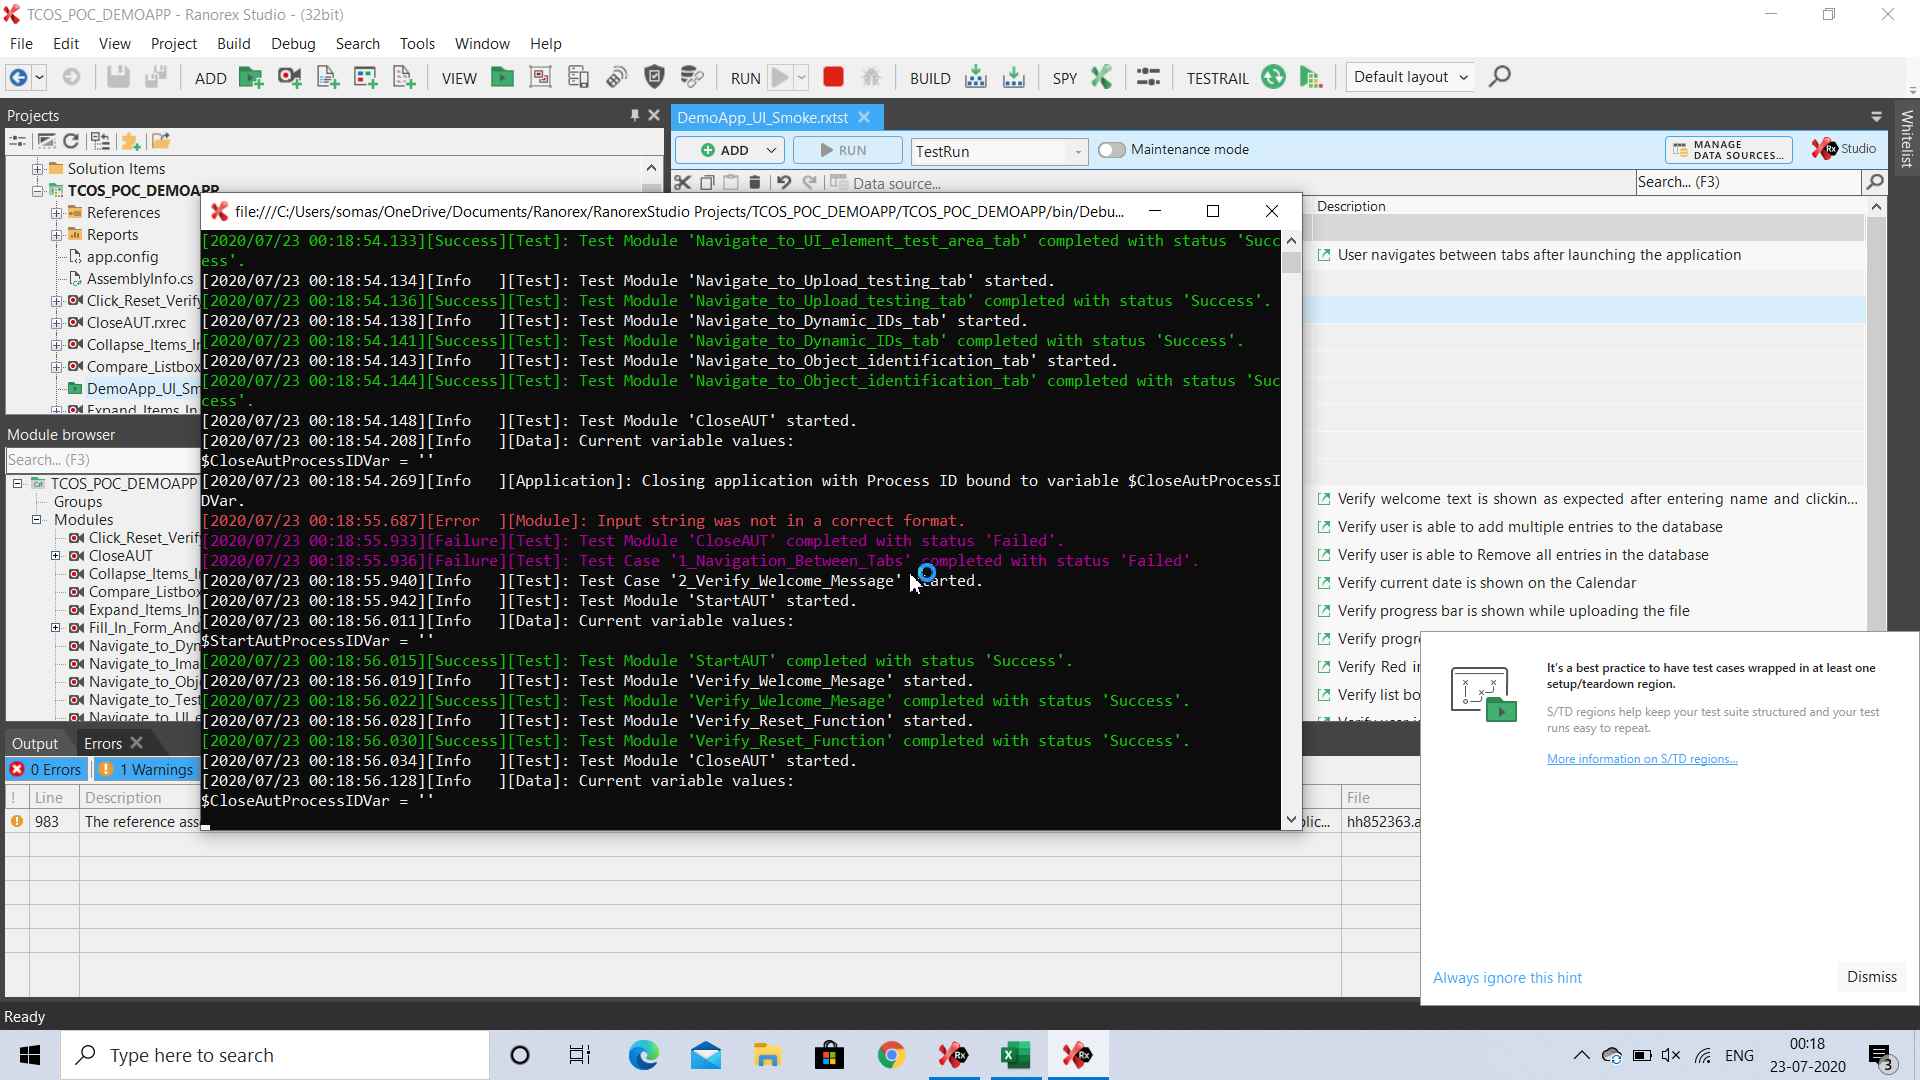 TCOS_POC_DEMOAPP - Ranorex Studio - (32bit)
File Edit View Project Build Debug Search Tools Window Help
ADD VIEW RUN BUILD SPY TESTRAIL Default layout
Projects
DemoApp_UI_Smoke.rxtst
Whitelist
ADD RUN TestRun Maintenance mode MANAGE DATA SOURCES... Studio
Data source... Search... (F3)
Solution Items
TCOS_POC_DEMOAPP
References
Reports
app.config
AssemblyInfo.cs
Click_Reset_Verify
CloseAUT.rxrec
Collapse_Items_I
Compare_Listbox
DemoApp_UI_Sm
Expand_Items_In
Module browser
Search... (F3)
TCOS_POC_DEMOAPP
Groups
Modules
Click_Reset_Verif
CloseAUT
Collapse_Items_I
Compare_Listbox
Expand_Items_In
Fill_In_Form_And
Navigate_to_Dyn
Navigate_to_Ima
Navigate_to_Obj
Navigate_to_Test
Navigate_to_UI_e
file:///C:/Users/somas/OneDrive/Documents/Ranorex/RanorexStudio Projects/TCOS_POC_DEMOAPP/TCOS_POC_DEMOAPP/bin/Debu...
[2020/07/23 00:18:54.133][Success][Test]: Test Module 'Navigate_to_UI_element_test_area_tab' completed with status 'Succ
ess'.
[2020/07/23 00:18:54.134][Info   ][Test]: Test Module 'Navigate_to_Upload_testing_tab' started.
[2020/07/23 00:18:54.136][Success][Test]: Test Module 'Navigate_to_Upload_testing_tab' completed with status 'Success'.
[2020/07/23 00:18:54.138][Info   ][Test]: Test Module 'Navigate_to_Dynamic_IDs_tab' started.
[2020/07/23 00:18:54.141][Success][Test]: Test Module 'Navigate_to_Dynamic_IDs_tab' completed with status 'Success'.
[2020/07/23 00:18:54.143][Info   ][Test]: Test Module 'Navigate_to_Object_identification_tab' started.
[2020/07/23 00:18:54.144][Success][Test]: Test Module 'Navigate_to_Object_identification_tab' completed with status 'Suc
cess'.
[2020/07/23 00:18:54.148][Info   ][Test]: Test Module 'CloseAUT' started.
[2020/07/23 00:18:54.208][Info   ][Data]: Current variable values:
$CloseAutProcessIDVar = ''
[2020/07/23 00:18:54.269][Info   ][Application]: Closing application with Process ID bound to variable $CloseAutProcessI
DVar.
[2020/07/23 00:18:55.687][Error  ][Module]: Input string was not in a correct format.
[2020/07/23 00:18:55.933][Failure][Test]: Test Module 'CloseAUT' completed with status 'Failed'.
[2020/07/23 00:18:55.936][Failure][Test]: Test Case '1_Navigation_Between_Tabs' completed with status 'Failed'.
[2020/07/23 00:18:55.940][Info   ][Test]: Test Case '2_Verify_Welcome_Message' started.
[2020/07/23 00:18:55.942][Info   ][Test]: Test Module 'StartAUT' started.
[2020/07/23 00:18:56.011][Info   ][Data]: Current variable values:
$StartAutProcessIDVar = ''
[2020/07/23 00:18:56.015][Success][Test]: Test Module 'StartAUT' completed with status 'Success'.
[2020/07/23 00:18:56.019][Info   ][Test]: Test Module 'Verify_Welcome_Mesage' started.
[2020/07/23 00:18:56.022][Success][Test]: Test Module 'Verify_Welcome_Mesage' completed with status 'Success'.
[2020/07/23 00:18:56.028][Info   ][Test]: Test Module 'Verify_Reset_Function' started.
[2020/07/23 00:18:56.030][Success][Test]: Test Module 'Verify_Reset_Function' completed with status 'Success'.
[2020/07/23 00:18:56.034][Info   ][Test]: Test Module 'CloseAUT' started.
[2020/07/23 00:18:56.128][Info   ][Data]: Current variable values:
$CloseAutProcessIDVar = ''
Description
User navigates between tabs after launching the application
Verify welcome text is shown as expected after entering name and clickin...
Verify user is able to add multiple entries to the database
Verify user is able to Remove all entries in the database
Verify current date is shown on the Calendar
Verify progress bar is shown while uploading the file
Verify progre
Verify Red in
Verify list bo
It's a best practice to have test cases wrapped in at least one
setup/teardown region.
S/TD regions help keep your test suite structured and your test
runs easy to repeat.
More information on S/TD regions...
Always ignore this hint Dismiss
Output Errors
0 Errors 1 Warnings
! Line Description File
983 The reference ass plic... hh852363.a
Ready
Type here to search
ENG
00:18
23-07-2020
3